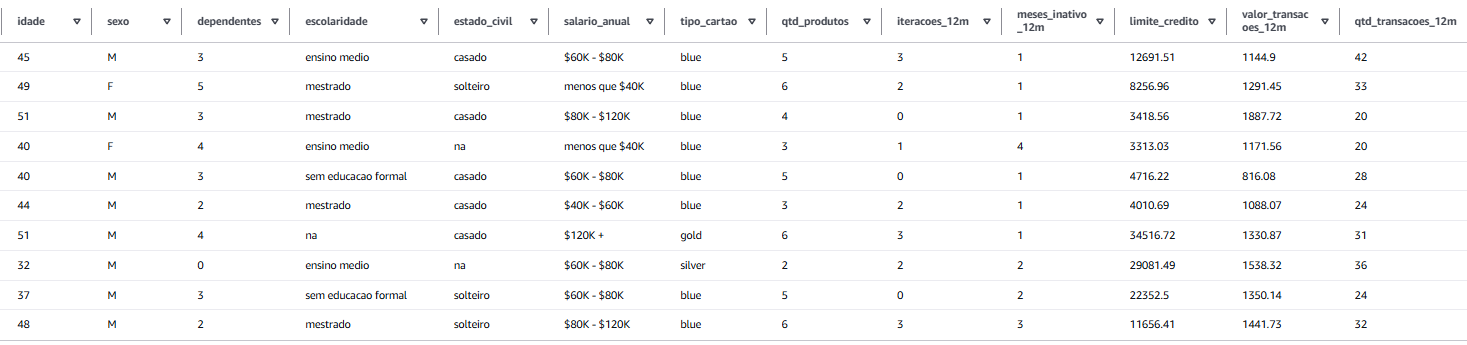 idade sexo dependentes escolaridade estado_civil salario_anual tipo_cartao qtd_produtos iteracoes_12m meses_inativo_12m limite_credito valor_transacoes_12m qtd_transacoes_12m
45 M 3 ensino medio casado $60K - $80K blue 5 3 1 12691.51 1144.9 42
49 F 5 mestrado solteiro menos que $40K blue 6 2 1 8256.96 1291.45 33
51 M 3 mestrado casado $80K - $120K blue 4 0 1 3418.56 1887.72 20
40 F 4 ensino medio na menos que $40K blue 3 1 4 3313.03 1171.56 20
40 M 3 sem educacao formal casado $60K - $80K blue 5 0 1 4716.22 816.08 28
44 M 2 mestrado casado $40K - $60K blue 3 2 1 4010.69 1088.07 24
51 M 4 na casado $120K + gold 6 3 1 34516.72 1330.87 31
32 M 0 ensino medio na $60K - $80K silver 2 2 2 29081.49 1538.32 36
37 M 3 sem educacao formal solteiro $60K - $80K blue 5 0 2 22352.5 1350.14 24
48 M 2 mestrado solteiro $80K - $120K blue 6 3 3 11656.41 1441.73 32